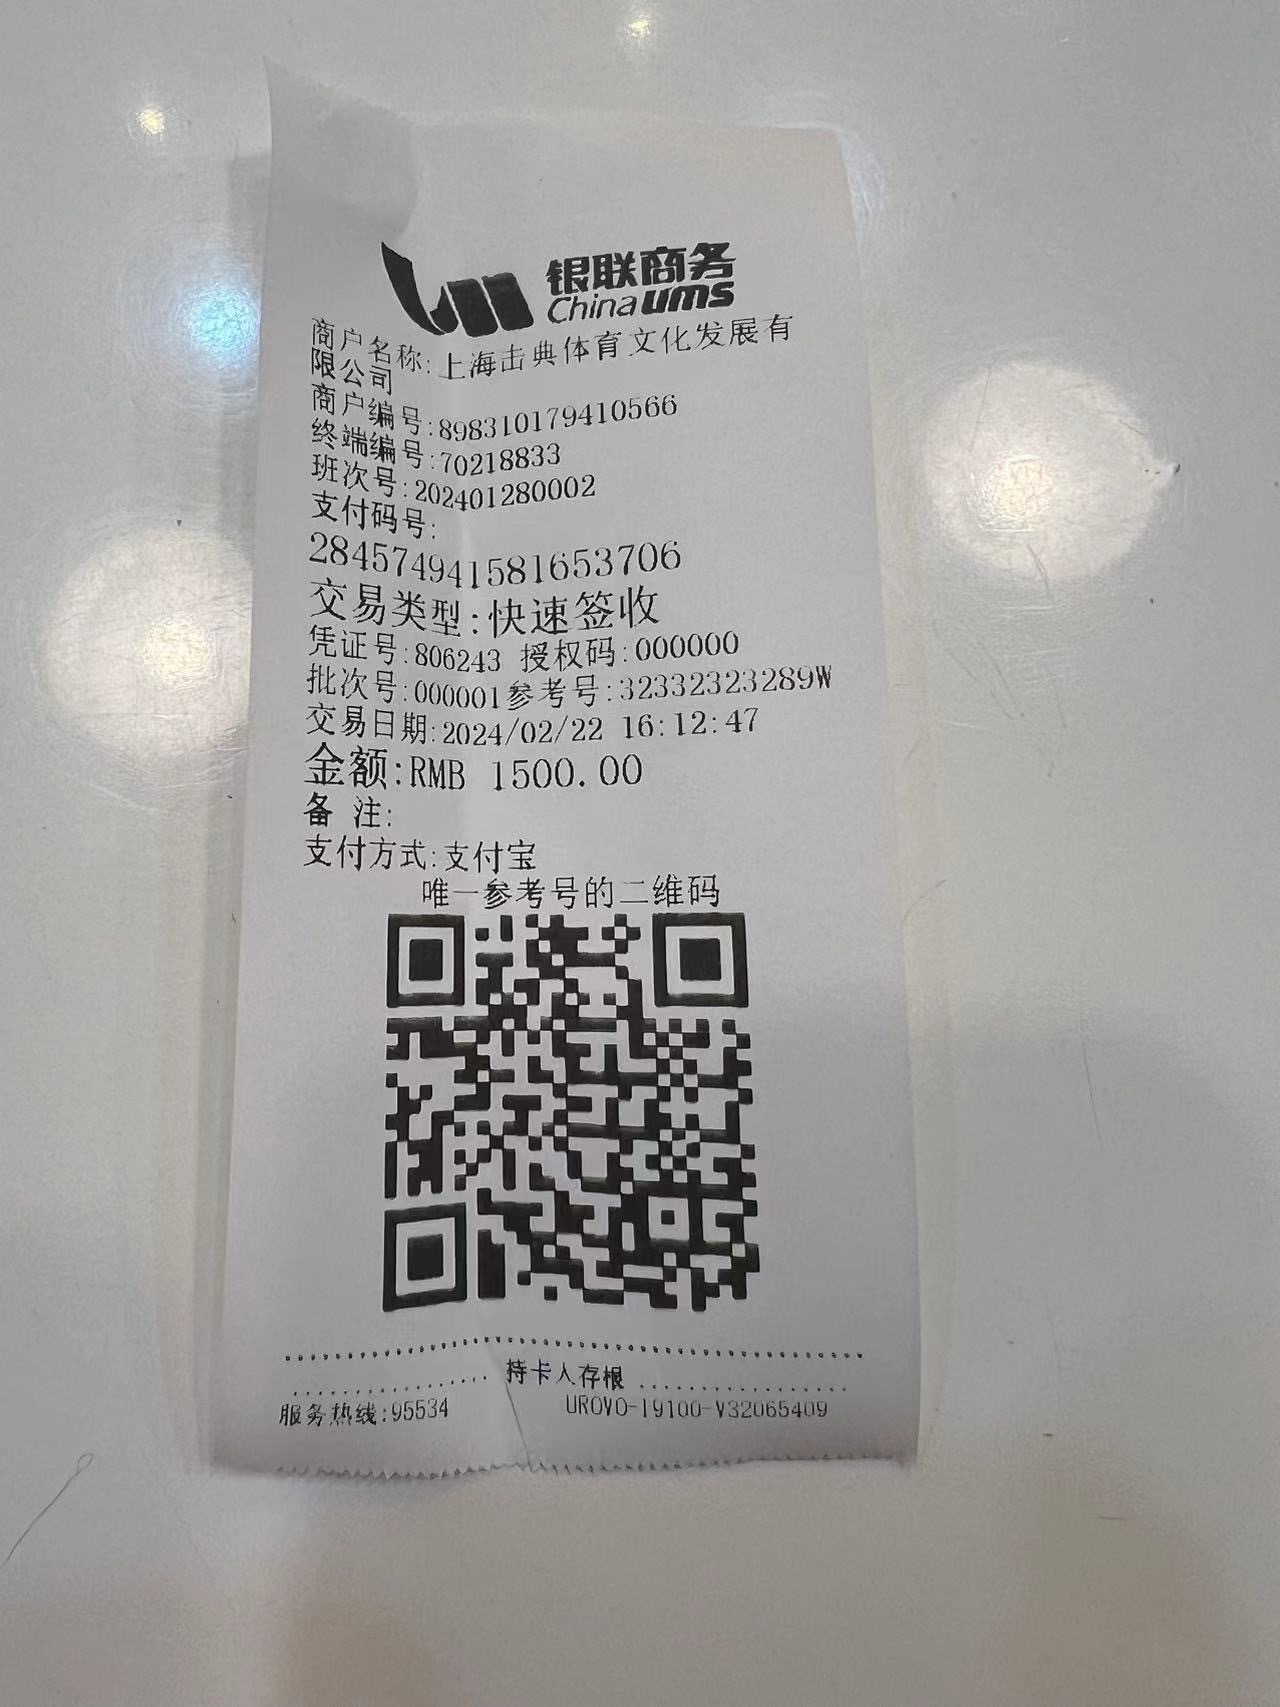 银联商务
China ums
商户名称:上海击典体育文化发展有
限公司
商户编号:898310179410566
终端编号:70218833
班次号:202401280002
支付码号:
284574941581653706
交易类型:快速签收
凭证号:806243 授权码:000000
批次号:000001参考号:32332323289W
交易日期:2024/02/22 16:12:47
金额:RMB 1500.00
备 注:
支付方式:支付宝
唯一参考号的二维码
持卡人存根
服务热线:95534 UROVO-I9100-V32065409